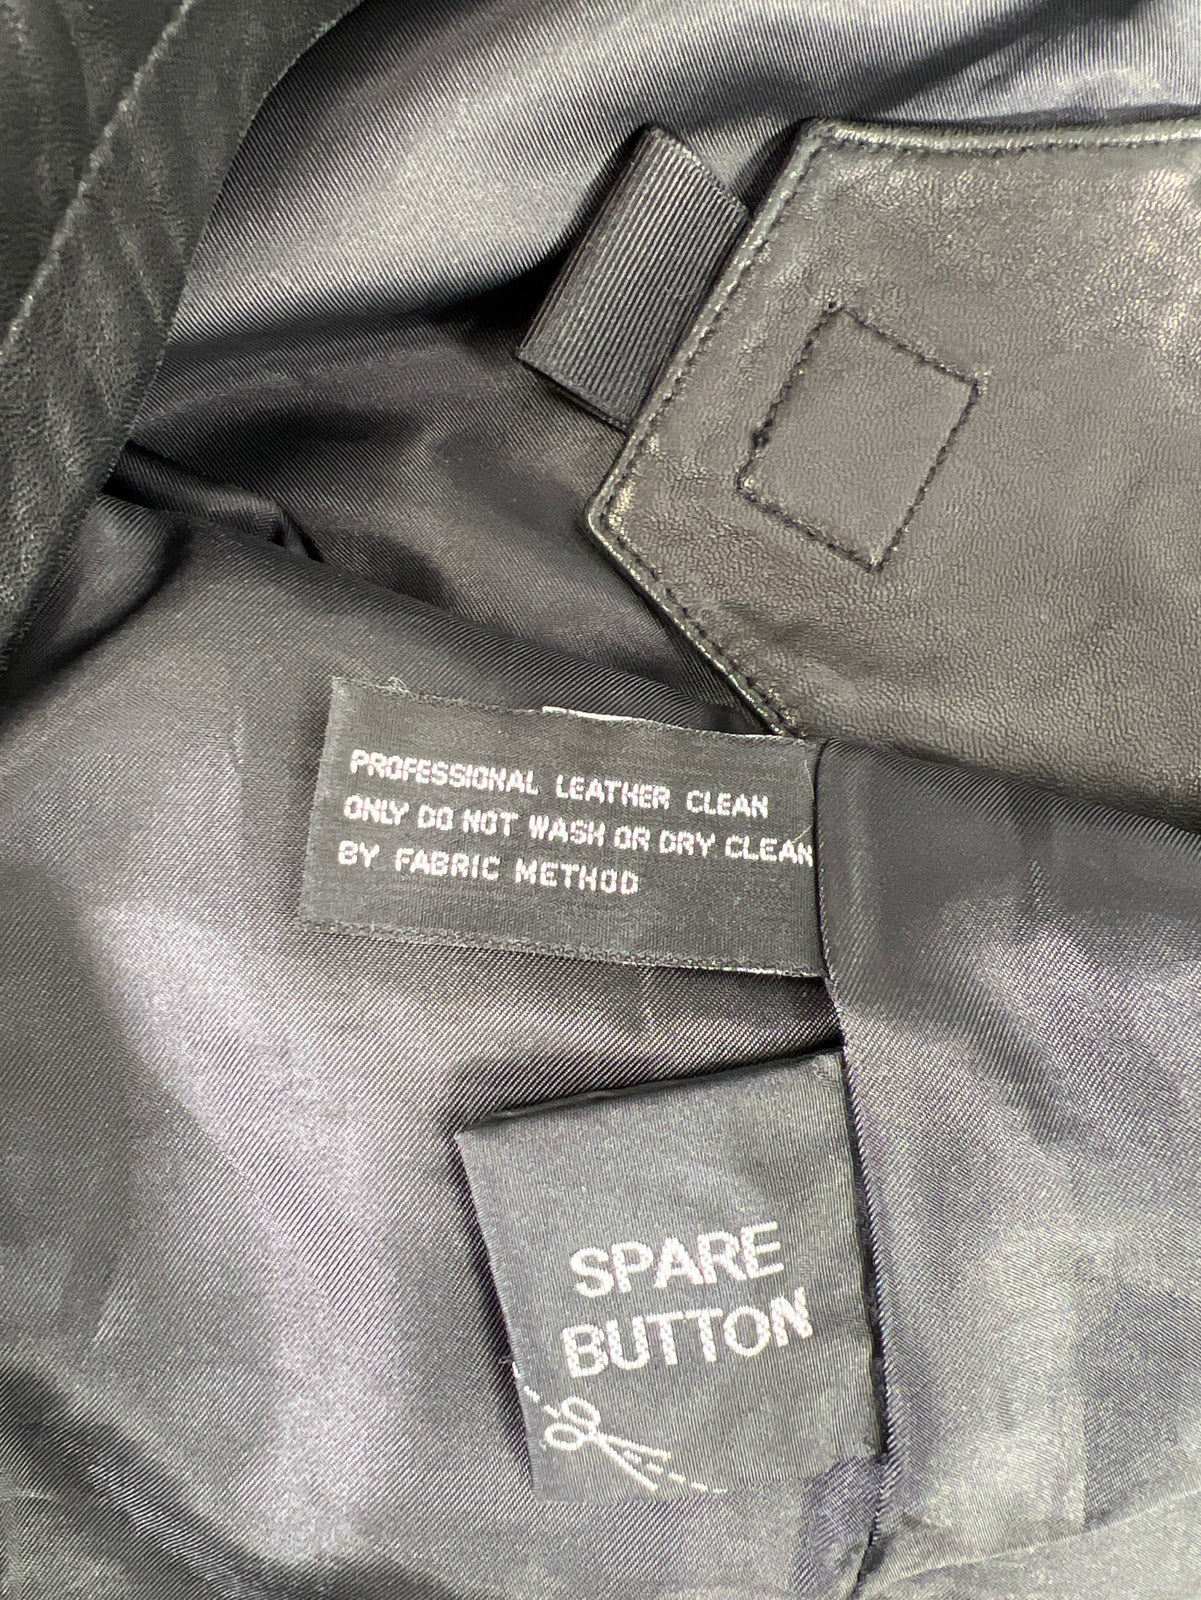 PROFESSIONAL LEATHER CLEAN
ONLY DO NOT WASH OR DRY CLEAN
BY FABRIC METHOD
SPARE
BUTTON